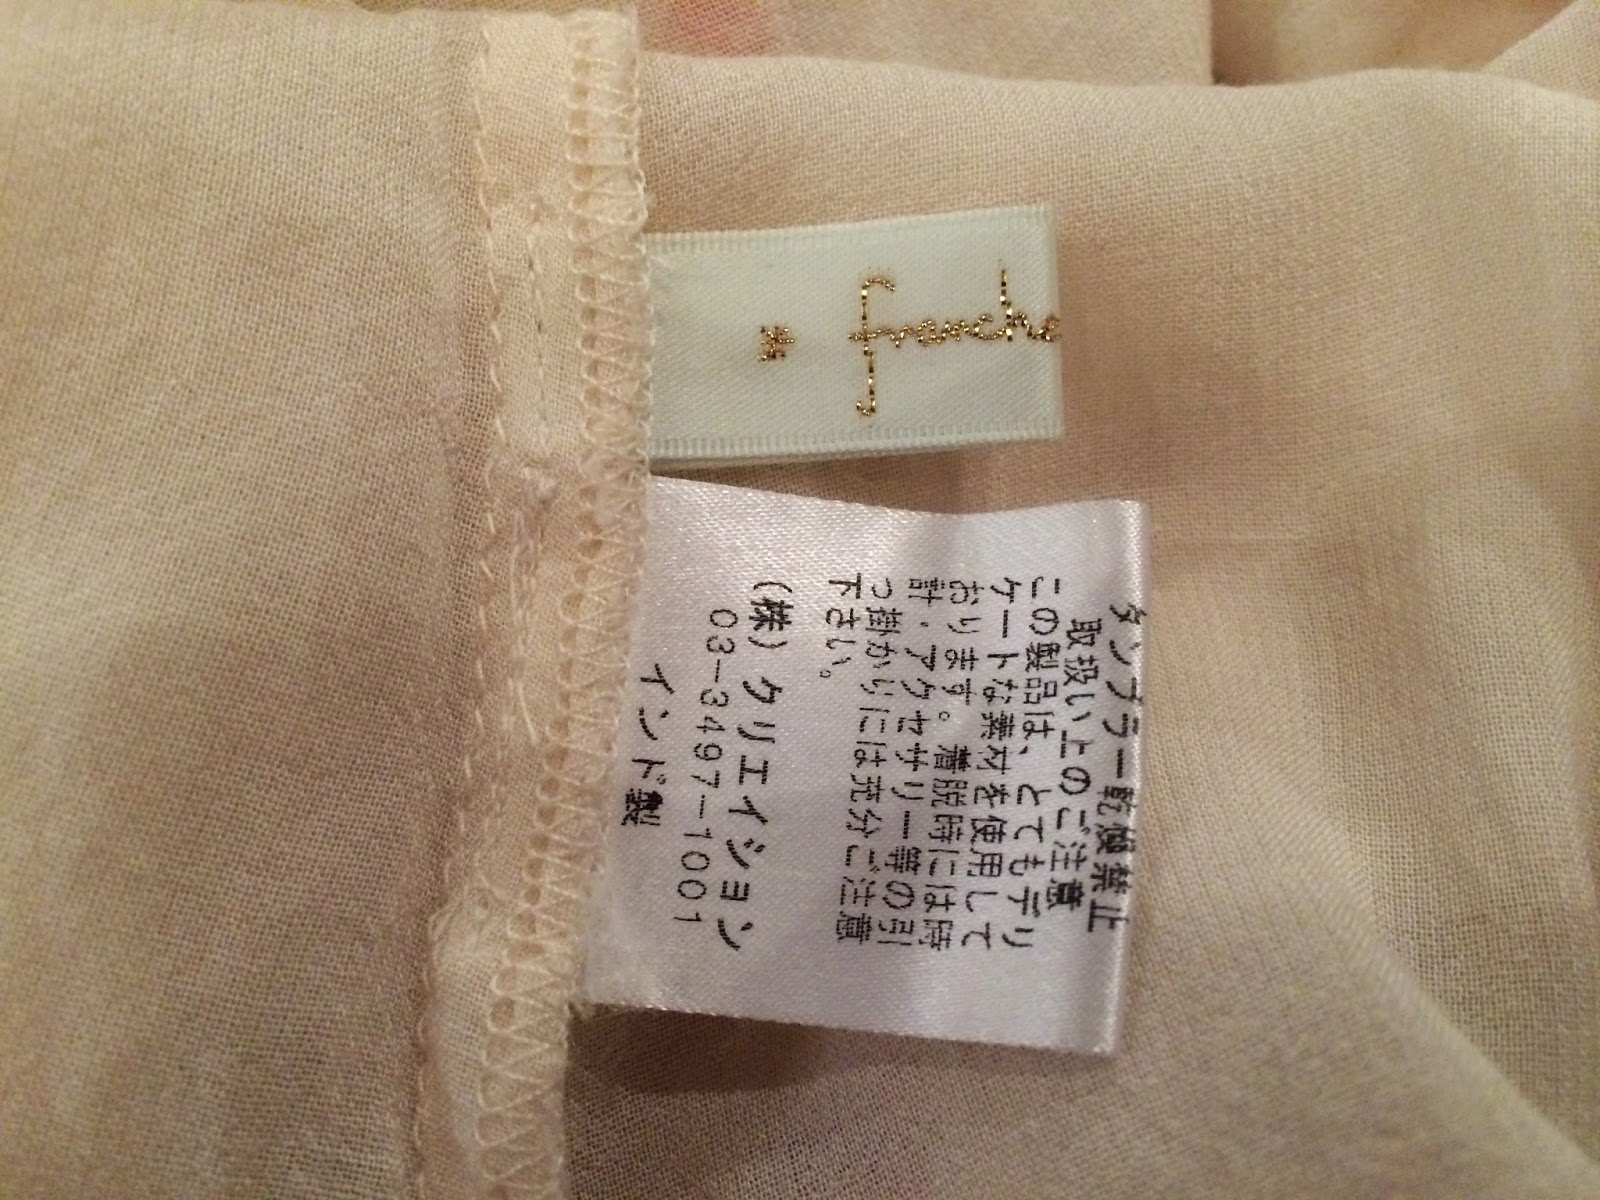 franche
タンブラー乾燥禁止
取扱い上のご注意
この製品は、とてもデリ
ケートな素材を使用して
おります。着脱時には時
計・アクセサリー等の引
っ掛かりには充分ご注意
下さい。
(株)クリエイション
03-3497-1001
インド製